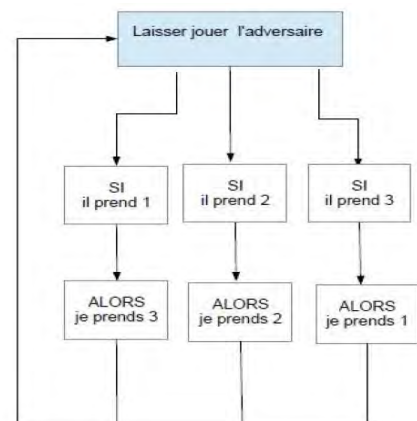 Laisser jouer l'adversaire
SI
il prend 1
SI
il prend 2
SI
il prend 3
ALORS
je prends 3
ALORS
je prends 2
ALORS
je prends 1